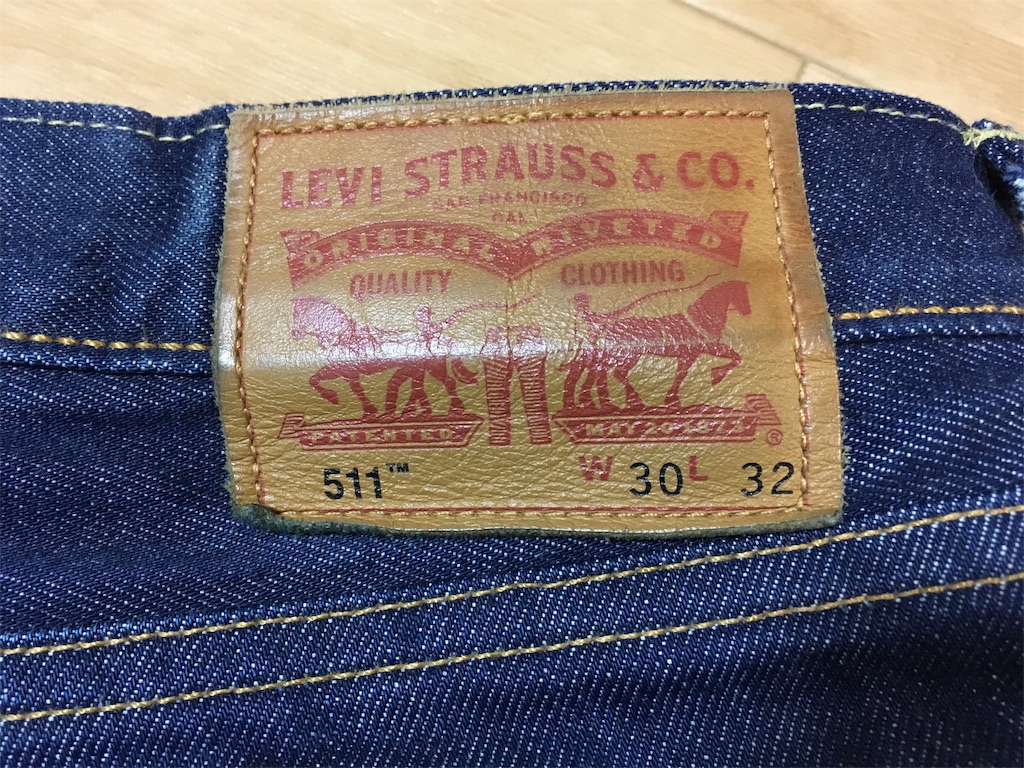 LEVI STRAUSS & CO.
SAN FRANCISCO
CAL
ORIGINAL RIVETED
QUALITY CLOTHING
PATENTED MAY 20 1873
®
511™ W 30 L 32